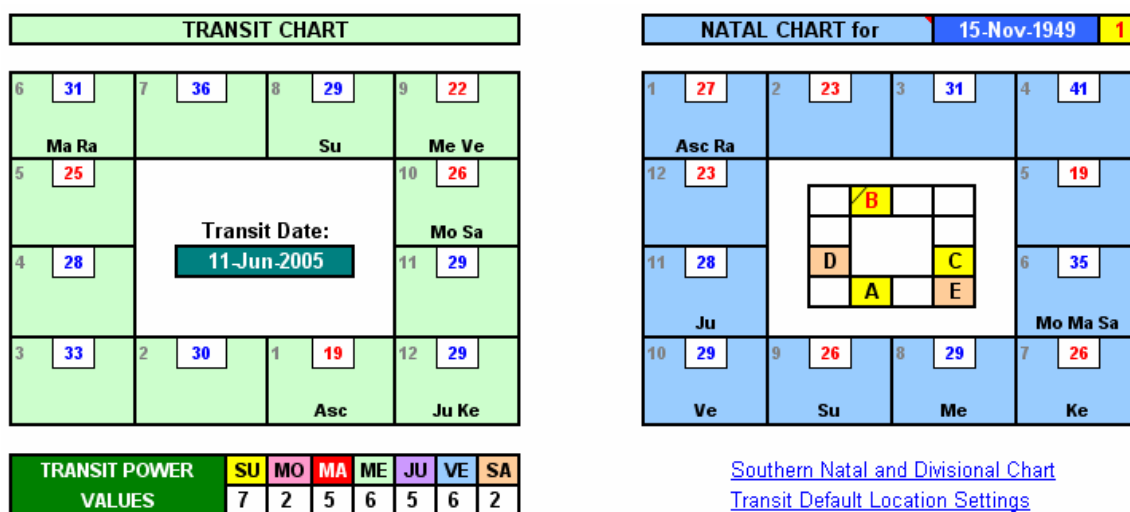 TRANSIT CHART
6 31 7 36 8 29 9 22
Ma Ra Su Me Ve
5 25 10 26
Mo Sa
Transit Date:
11-Jun-2005
4 28 11 29
3 33 2 30 1 19 12 29
Asc Ju Ke
TRANSIT POWER VALUES SU MO MA ME JU VE SA
7 2 5 6 5 6 2
NATAL CHART for 15-Nov-1949 1
1 27 2 23 3 31 4 41
Asc Ra
12 23 5 19
B
11 28 6 35
D C
A E
Ju Mo Ma Sa
10 29 9 26 8 29 7 26
Ve Su Me Ke
Southern Natal and Divisional Chart
Transit Default Location Settings